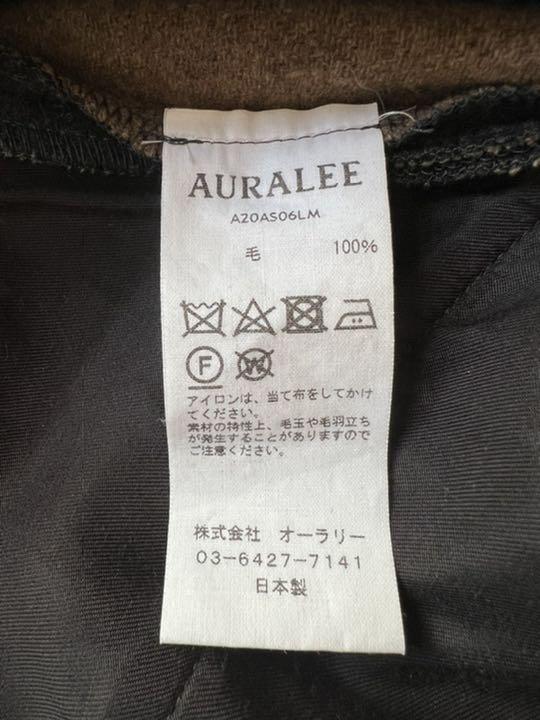 AURALEE
A20AS06LM
毛 100%
F W
アイロンは、当て布をしてかけ
てください。
素材の特性上、毛玉や毛羽立ち
が発生することがありますので
ご注意ください。
株式会社 オーラリー
03-6427-7141
日本製